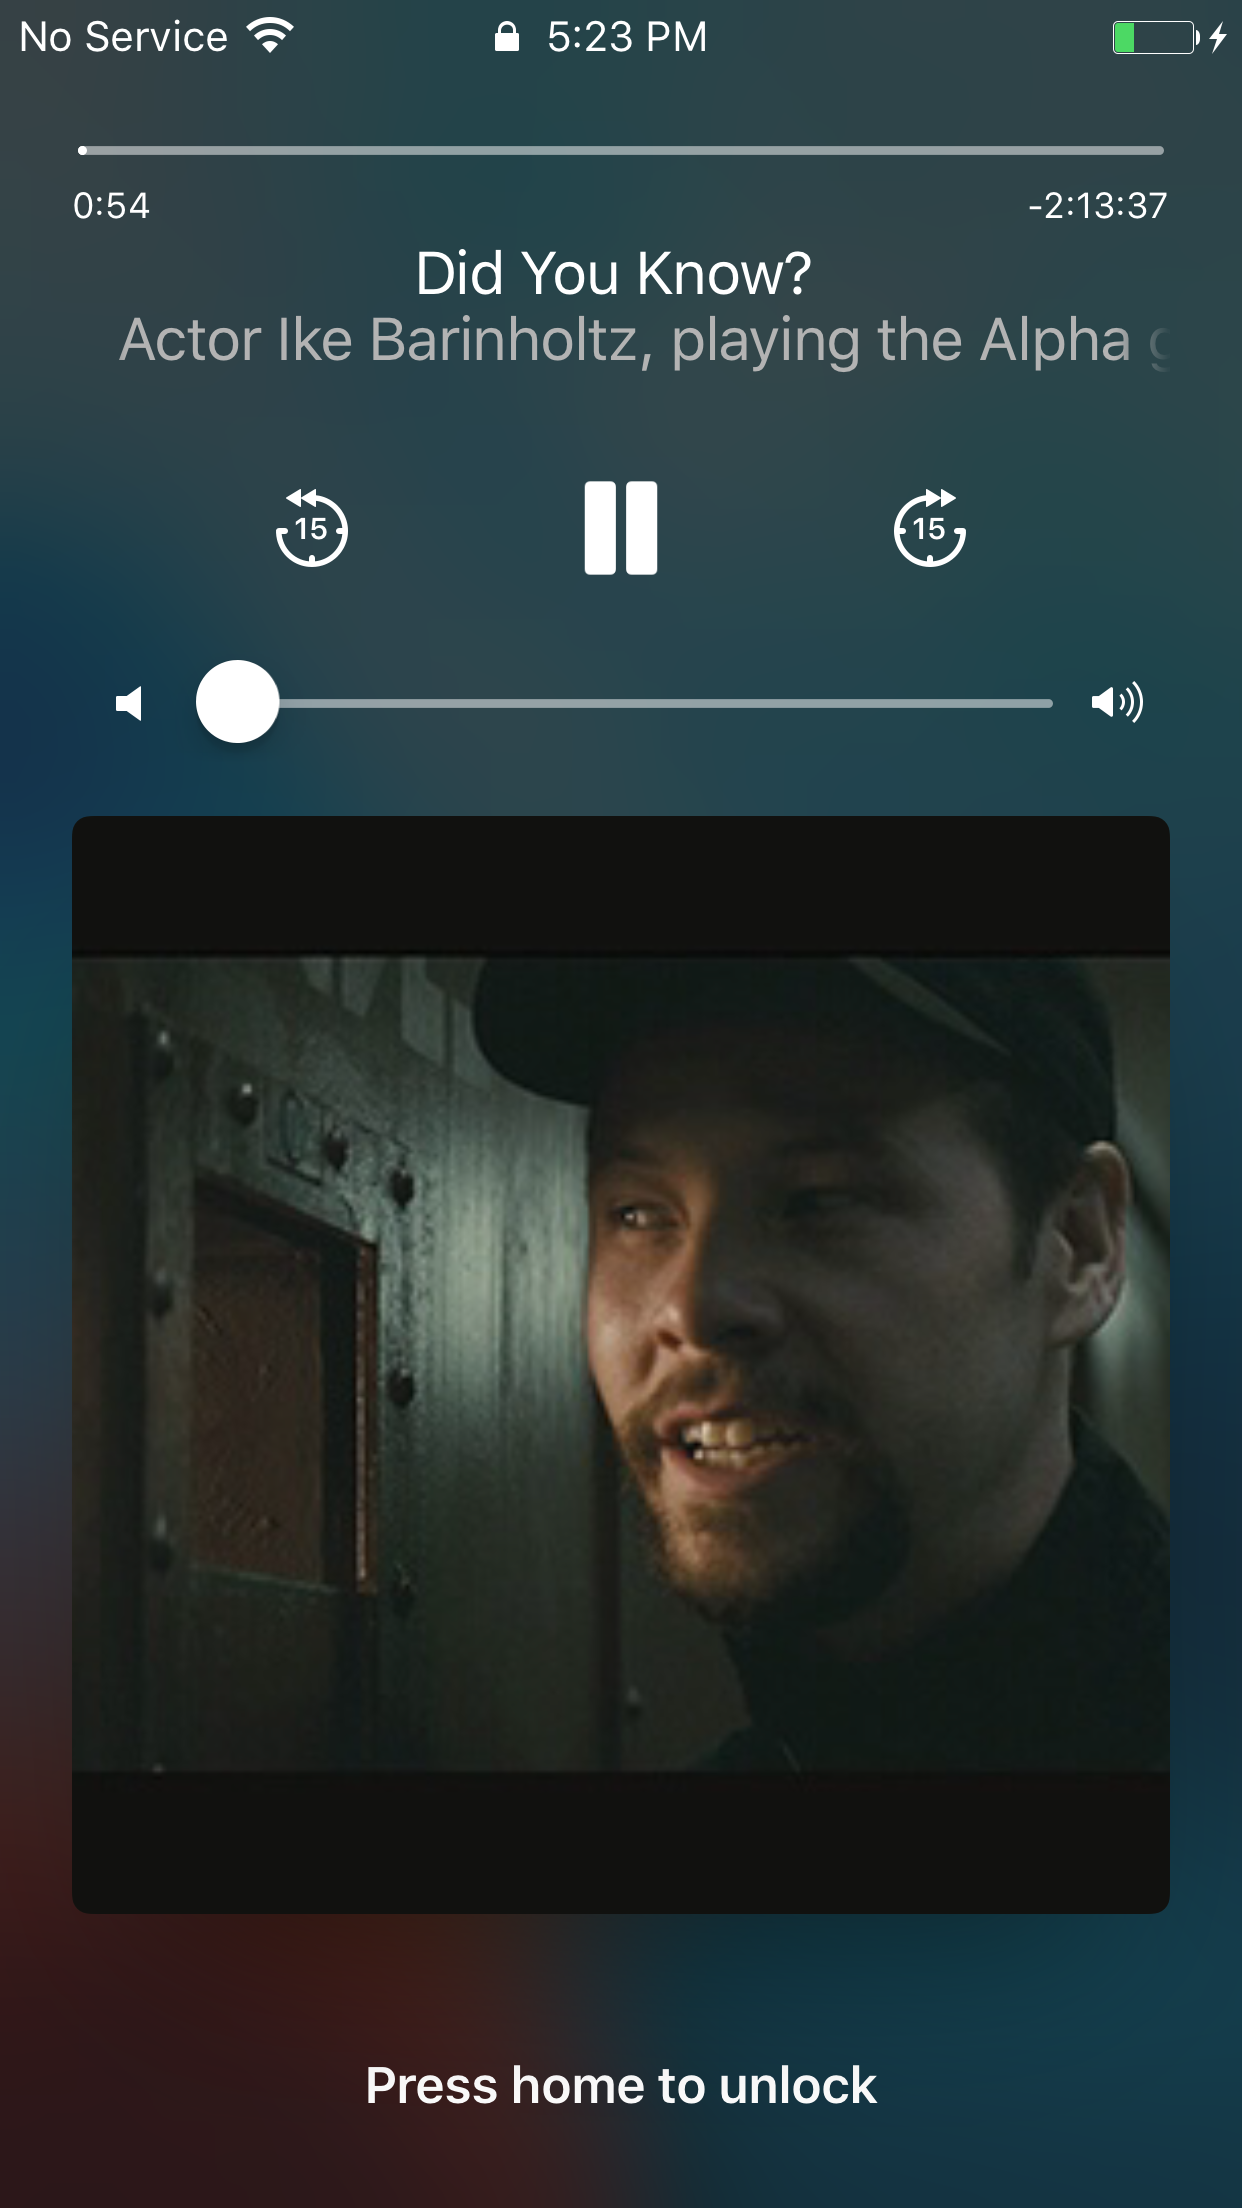 No Service 5:23 PM
0:54 -2:13:37
Did You Know?
Actor Ike Barinholtz, playing the Alpha
15 15
Press home to unlock